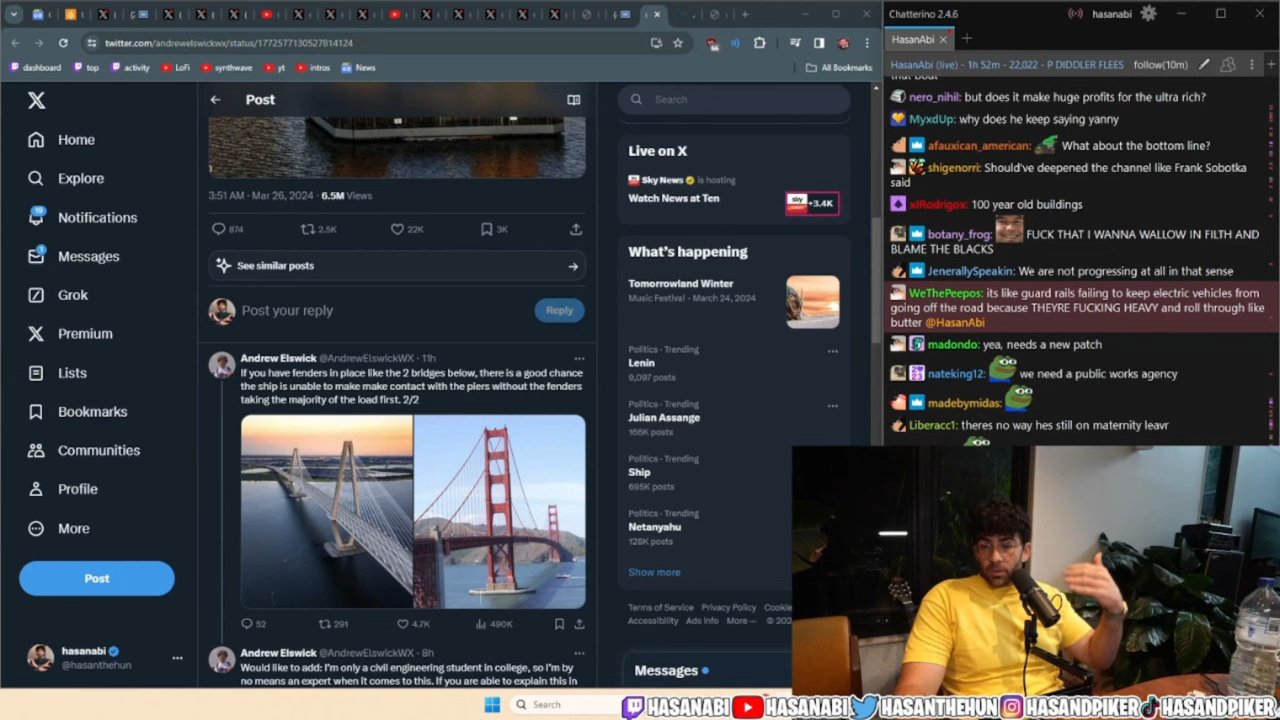 twitter.com/andrewelswickwx/status/1772577130527814124
dashboard
top
activity
LoFi
synthwave
yt
intros
News
All Bookmarks
Post
Home
Explore
Notifications
Messages
Grok
Premium
Lists
Bookmarks
Communities
Profile
More
Post
hasanabi
@hasanthehun
3:51 AM · Mar 26, 2024 · 6.5M Views
874
2.5K
22K
3K
See similar posts
Post your reply
Reply
Andrew Elswick @AndrewElswickWX · 11h
If you have fenders in place like the 2 bridges below, there is a good chance
the ship is unable to make make contact with the piers without the fenders
taking the majority of the load first. 2/2
52
291
4.7K
490K
Andrew Elswick @AndrewElswickWX · 8h
Would like to add: I'm only a civil engineering student in college, so I'm by
no means an expert when it comes to this. If you are able to explain this in
Search
Live on X
Sky News is hosting
Watch News at Ten
sky
+3.4K
What's happening
Tomorrowland Winter
Music Festival · March 24, 2024
Politics · Trending
Lenin
9,097 posts
Politics · Trending
Julian Assange
166K posts
Politics · Trending
Ship
695K posts
Politics · Trending
Netanyahu
128K posts
Show more
Terms of Service Privacy Policy Cookie
Accessibility Ads info More ··· © 202
Messages
Chatterino 2.4.6
hasanabi
HasanAbi
HasanAbi (live) - 1h 52m - 22,022 - P DIDDLER FLEES
follow(10m)
that boat
nero_nihil: but does it make huge profits for the ultra rich?
MyxdUp: why does he keep saying yanny
afauxican_american: What about the bottom line?
shigenorri: Should've deepened the channel like Frank Sobotka
said
xlRodrigox: 100 year old buildings
botany_frog: FUCK THAT I WANNA WALLOW IN FILTH AND
BLAME THE BLACKS
JenerallySpeakin: We are not progressing at all in that sense
WeThePeepos: its like guard rails failing to keep electric vehicles from
going off the road because THEYRE FUCKING HEAVY and roll through like
butter @HasanAbi
madondo: yea, needs a new patch
nateking12: we need a public works agency
madebymidas:
Liberacc1: theres no way hes still on maternity leavr
Search
HASANABI
HASANABI
HASANTHEHUN
HASANDPIKER
HASANDPIKER